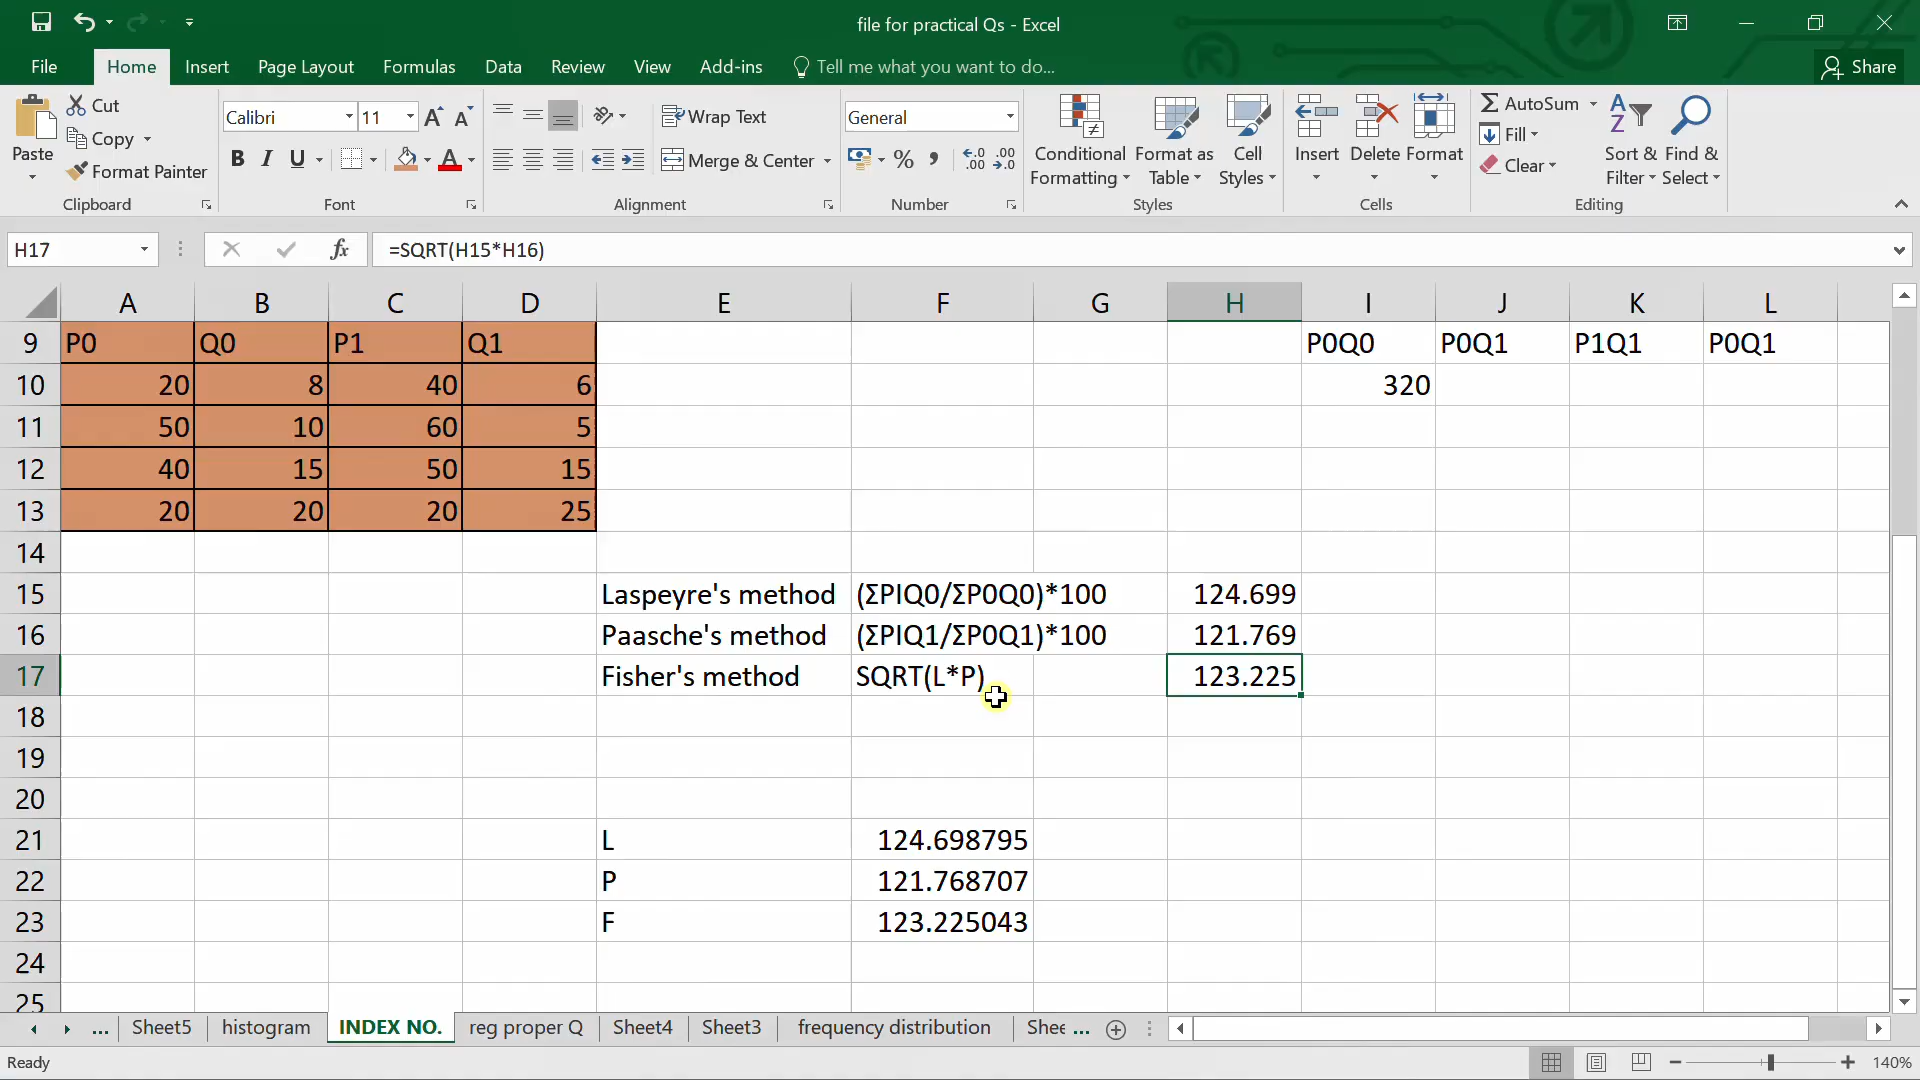 file for practical Qs - Excel
File Home Insert Page Layout Formulas Data Review View Add-ins Tell me what you want to do... Share
Paste Cut
Copy
Format Painter
Clipboard
Calibri 11
A A
B I U A
Font
Wrap Text
Merge & Center
Alignment
General
% , .0 .00 .00 .0
Number
Conditional Formatting
Format as Table
Cell Styles
Styles
Insert Delete Format
Cells
AutoSum
Fill
Clear
Sort & Filter
Find & Select
Editing
H17 fx =SQRT(H15*H16)
A B C D E F G H I J K L
9 P0 Q0 P1 Q1 P0Q0 P0Q1 P1Q1 P0Q1
10 20 8 40 6 320
11 50 10 60 5
12 40 15 50 15
13 20 20 20 25
14
15 Laspeyre's method (ΣPIQ0/ΣP0Q0)*100 124.699
16 Paasche's method (ΣPIQ1/ΣP0Q1)*100 121.769
17 Fisher's method SQRT(L*P) 123.225
18
19
20
21 L 124.698795
22 P 121.768707
23 F 123.225043
24
25
... Sheet5 histogram INDEX NO. reg proper Q Sheet4 Sheet3 frequency distribution Shee ...
Ready 140%